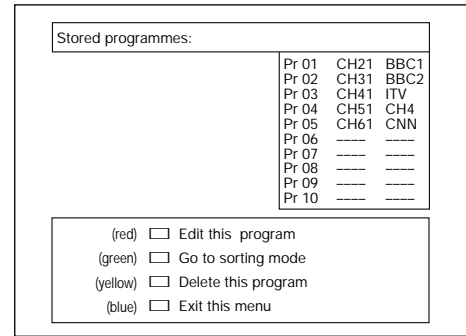 Stored programmes:
Pr 01 CH21 BBC1
Pr 02 CH31 BBC2
Pr 03 CH41 ITV
Pr 04 CH51 CH4
Pr 05 CH61 CNN
Pr 06 ---- ----
Pr 07 ---- ----
Pr 08 ---- ----
Pr 09 ---- ----
Pr 10 ---- ----
(red) Edit this program
(green) Go to sorting mode
(yellow) Delete this program
(blue) Exit this menu